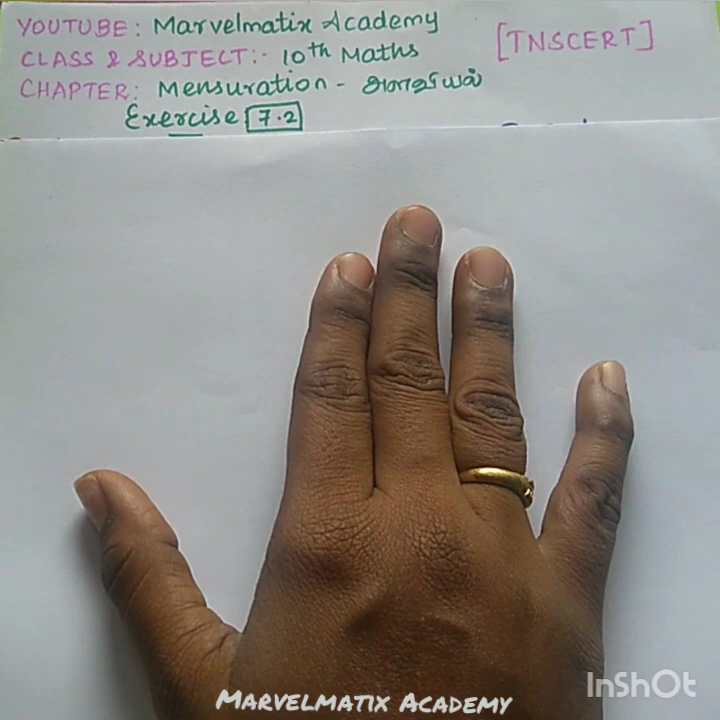 YOUTUBE: Marvelmatix Academy
CLASS & SUBJECT:- 10th Maths [TNSCERT]
CHAPTER: Mensuration - அளவியல்
Exercise 7.2
MARVELMATIX ACADEMY
InShOt